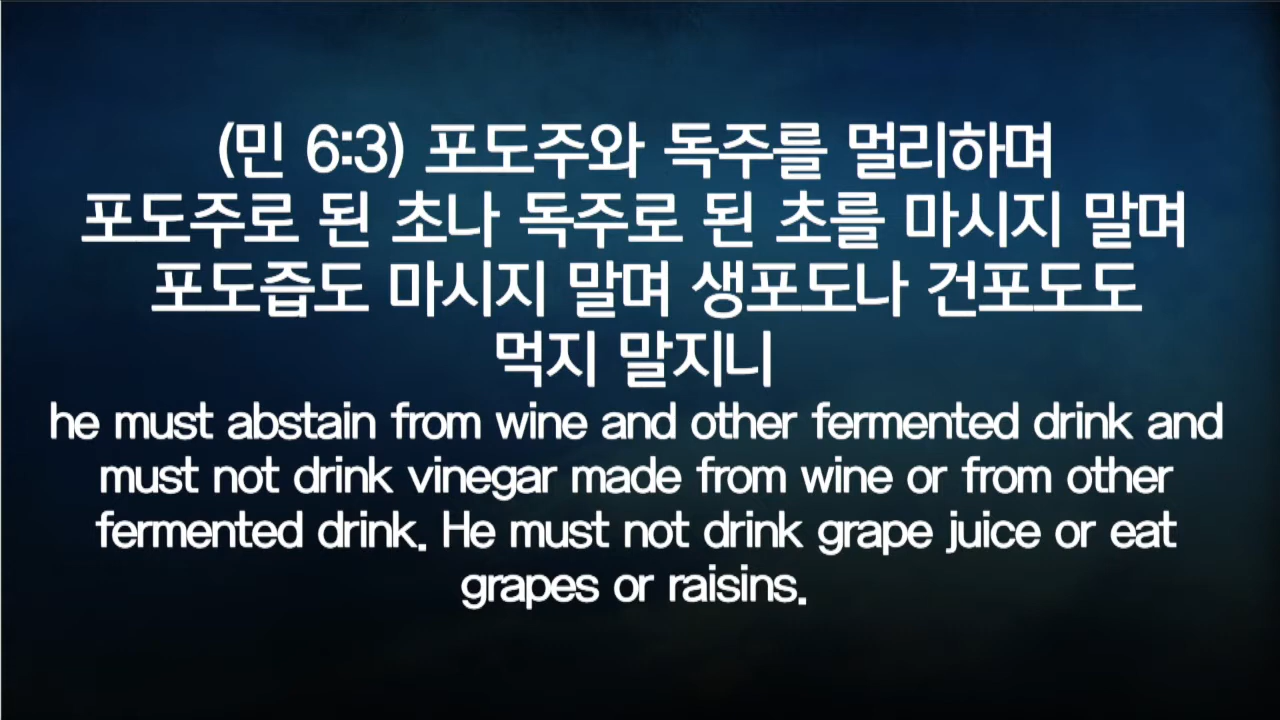 (민 6:3) 포도주와 독주를 멀리하며
포도주로 된 초나 독주로 된 초를 마시지 말며
포도즙도 마시지 말며 생포도나 건포도도
먹지 말지니
he must abstain from wine and other fermented drink and
must not drink vinegar made from wine or from other
fermented drink. He must not drink grape juice or eat
grapes or raisins.